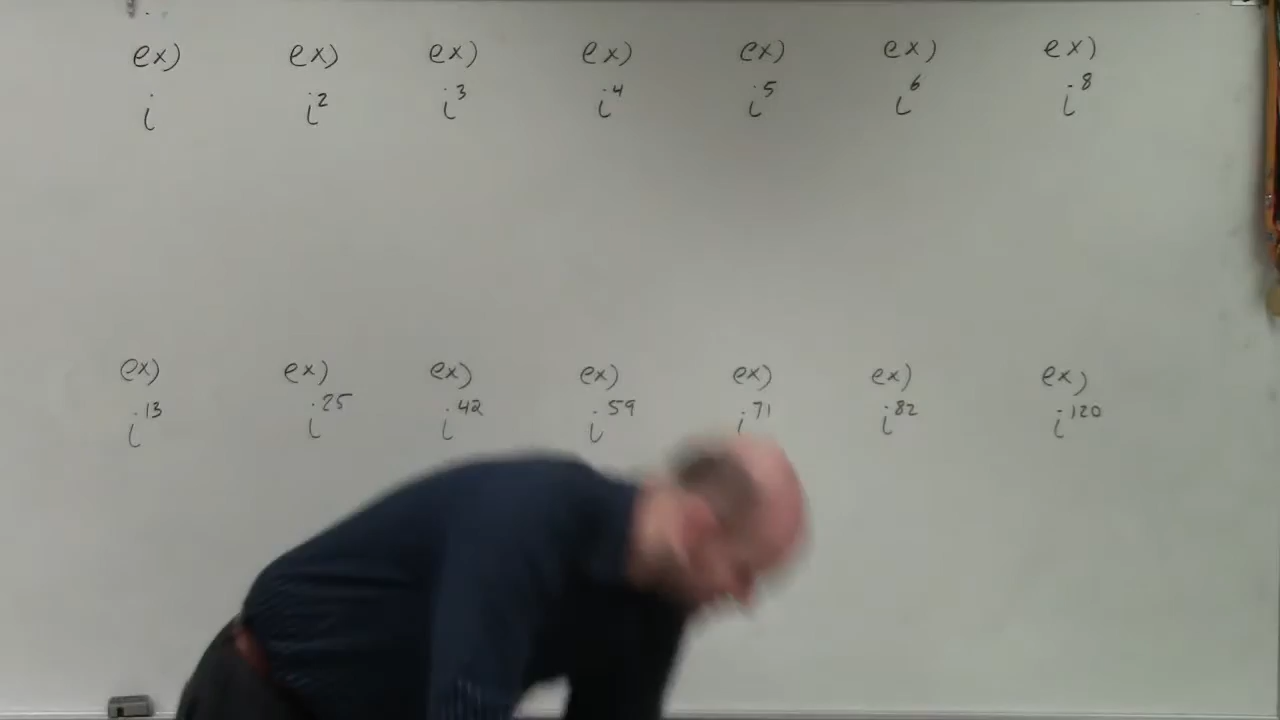 ex) ex) ex) ex) ex) ex) ex)
i i² i³ i⁴ i⁵ i⁶ i⁸
ex) ex) ex) ex) ex) ex) ex)
i¹³ i²⁵ i⁴² i⁵⁹ i⁷¹ i⁸² i¹²⁰